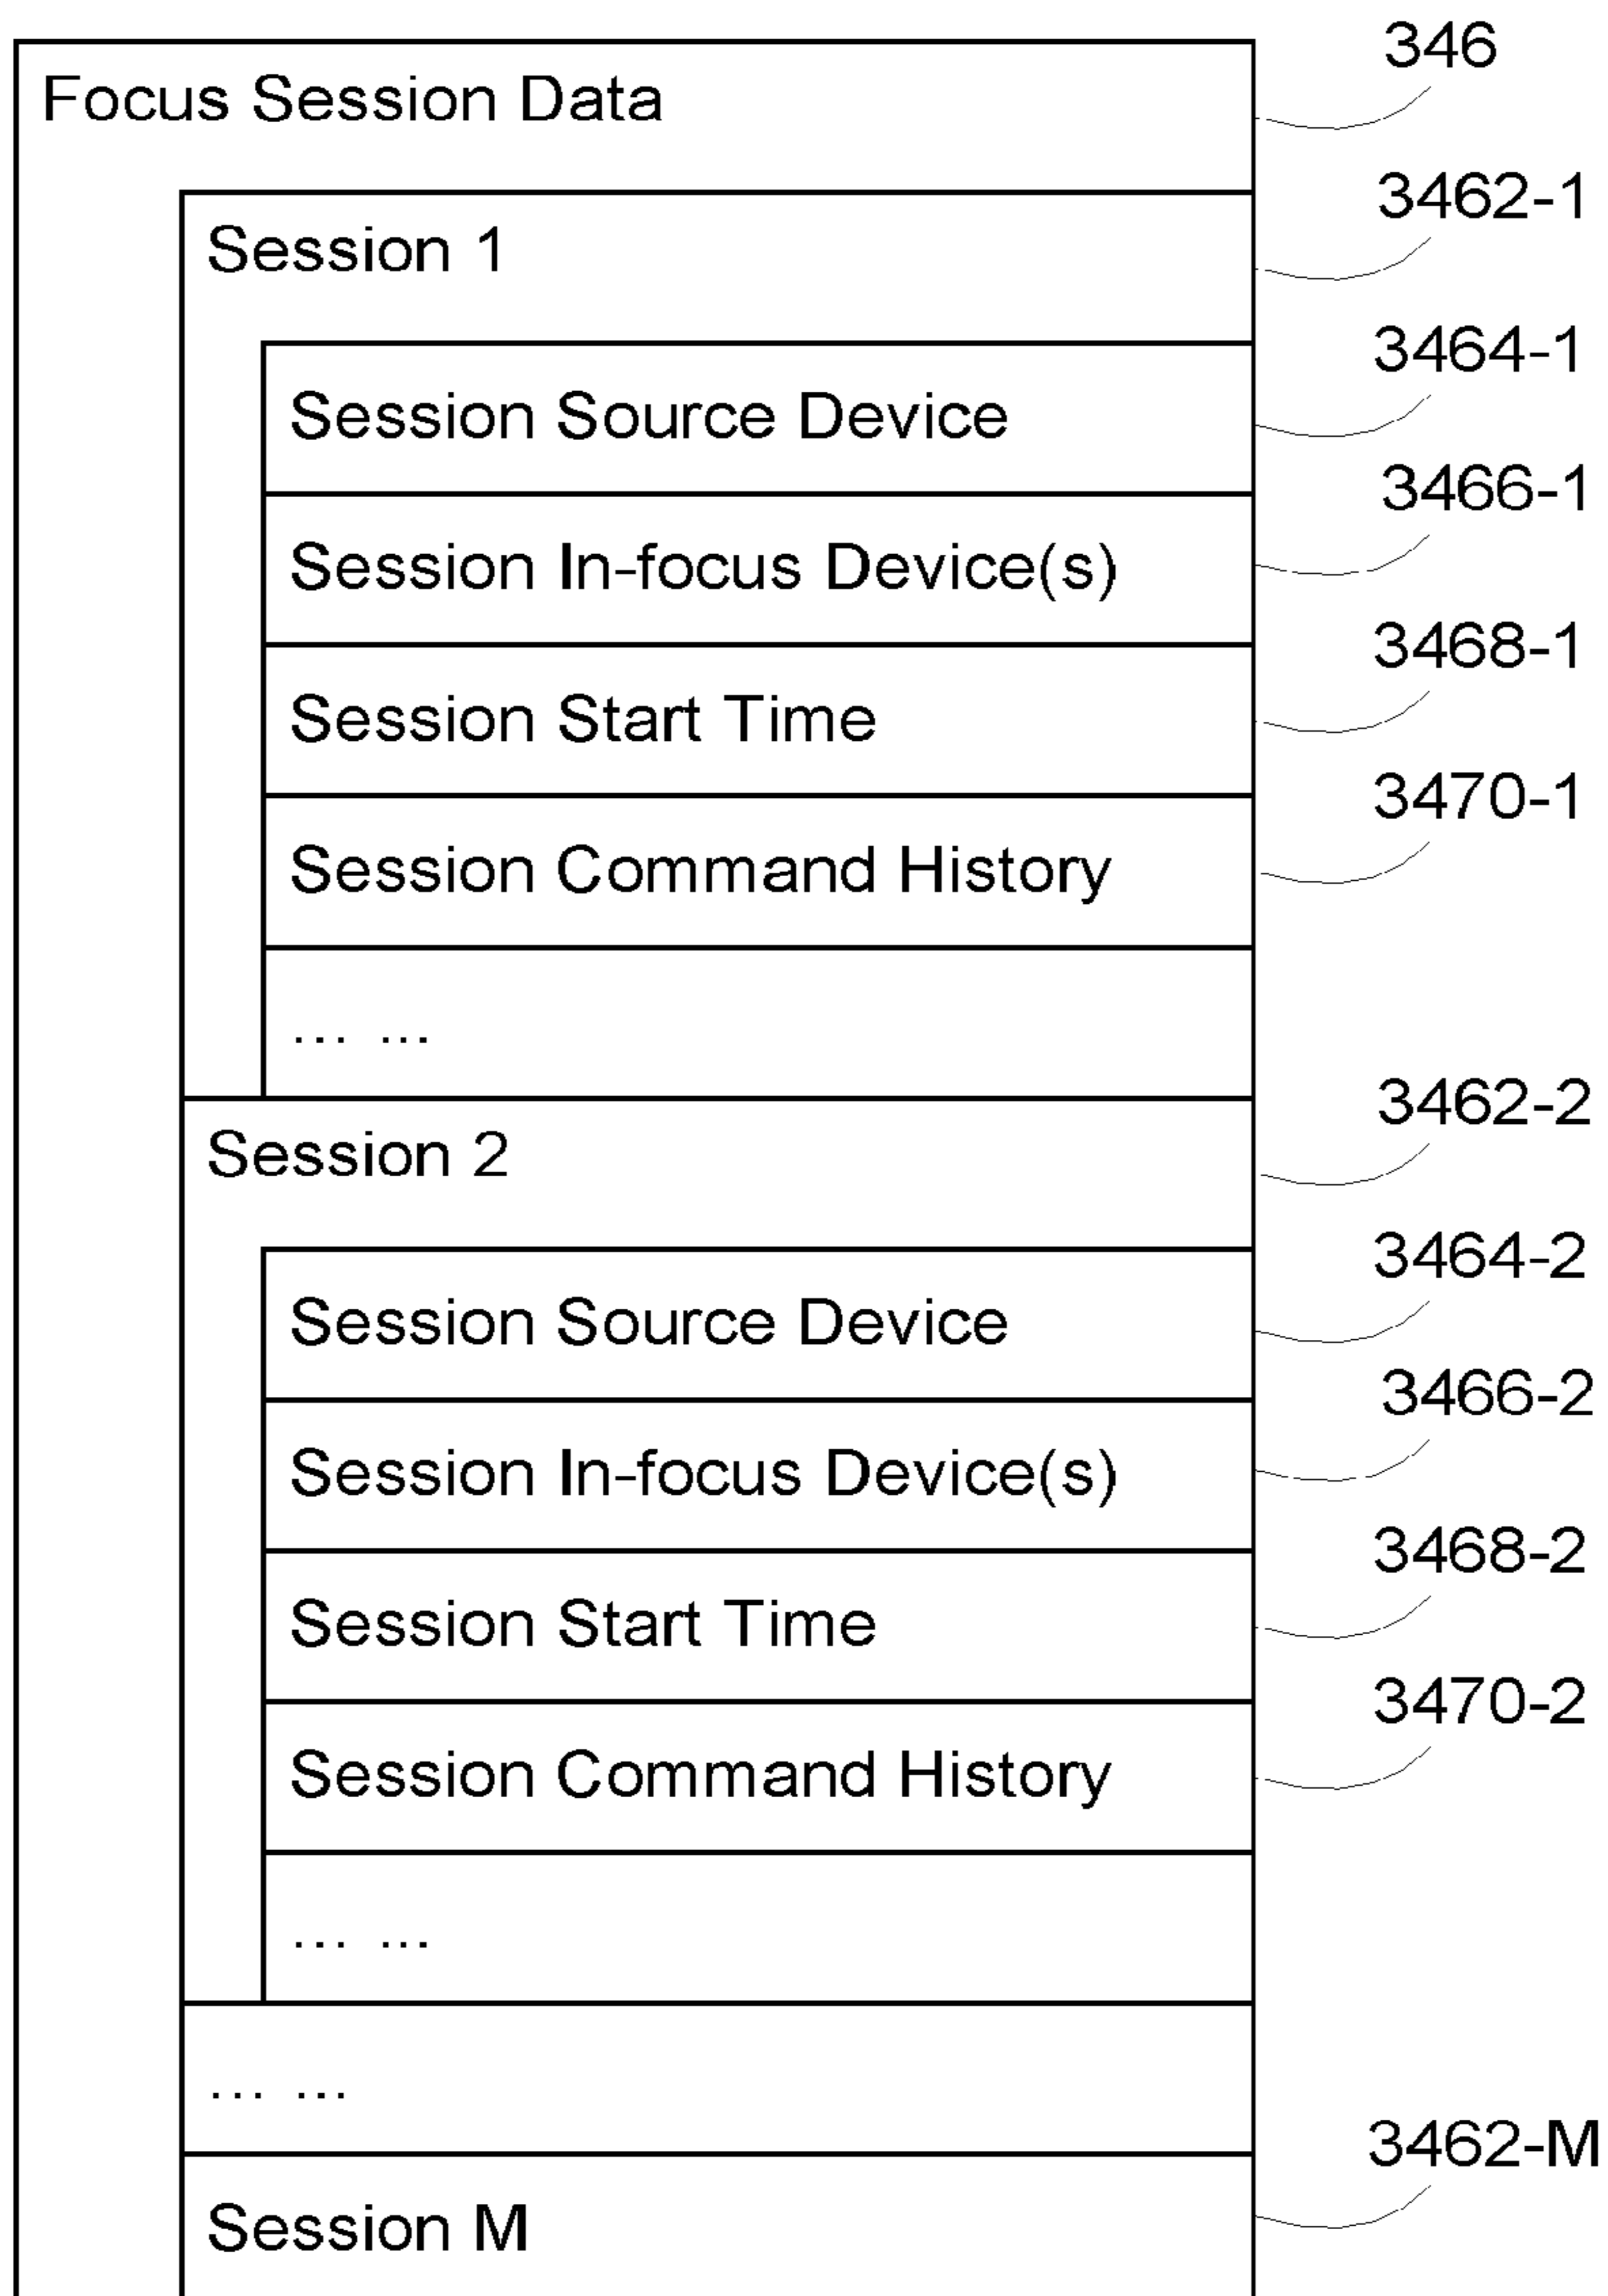 Focus Session Data 346
Session 1 3462-1
Session Source Device 3464-1
Session In-focus Device(s) 3466-1
Session Start Time 3468-1
Session Command History 3470-1
... ...
Session 2 3462-2
Session Source Device 3464-2
Session In-focus Device(s) 3466-2
Session Start Time 3468-2
Session Command History 3470-2
... ...
... ...
Session M 3462-M